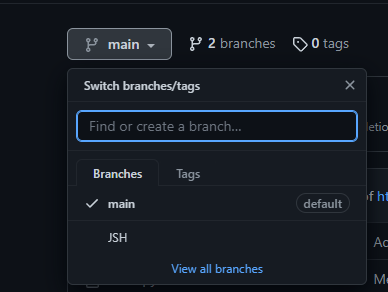 main
2 branches
0 tags
Switch branches/tags
Find or create a branch...
Branches
Tags
main
default
JSH
View all branches